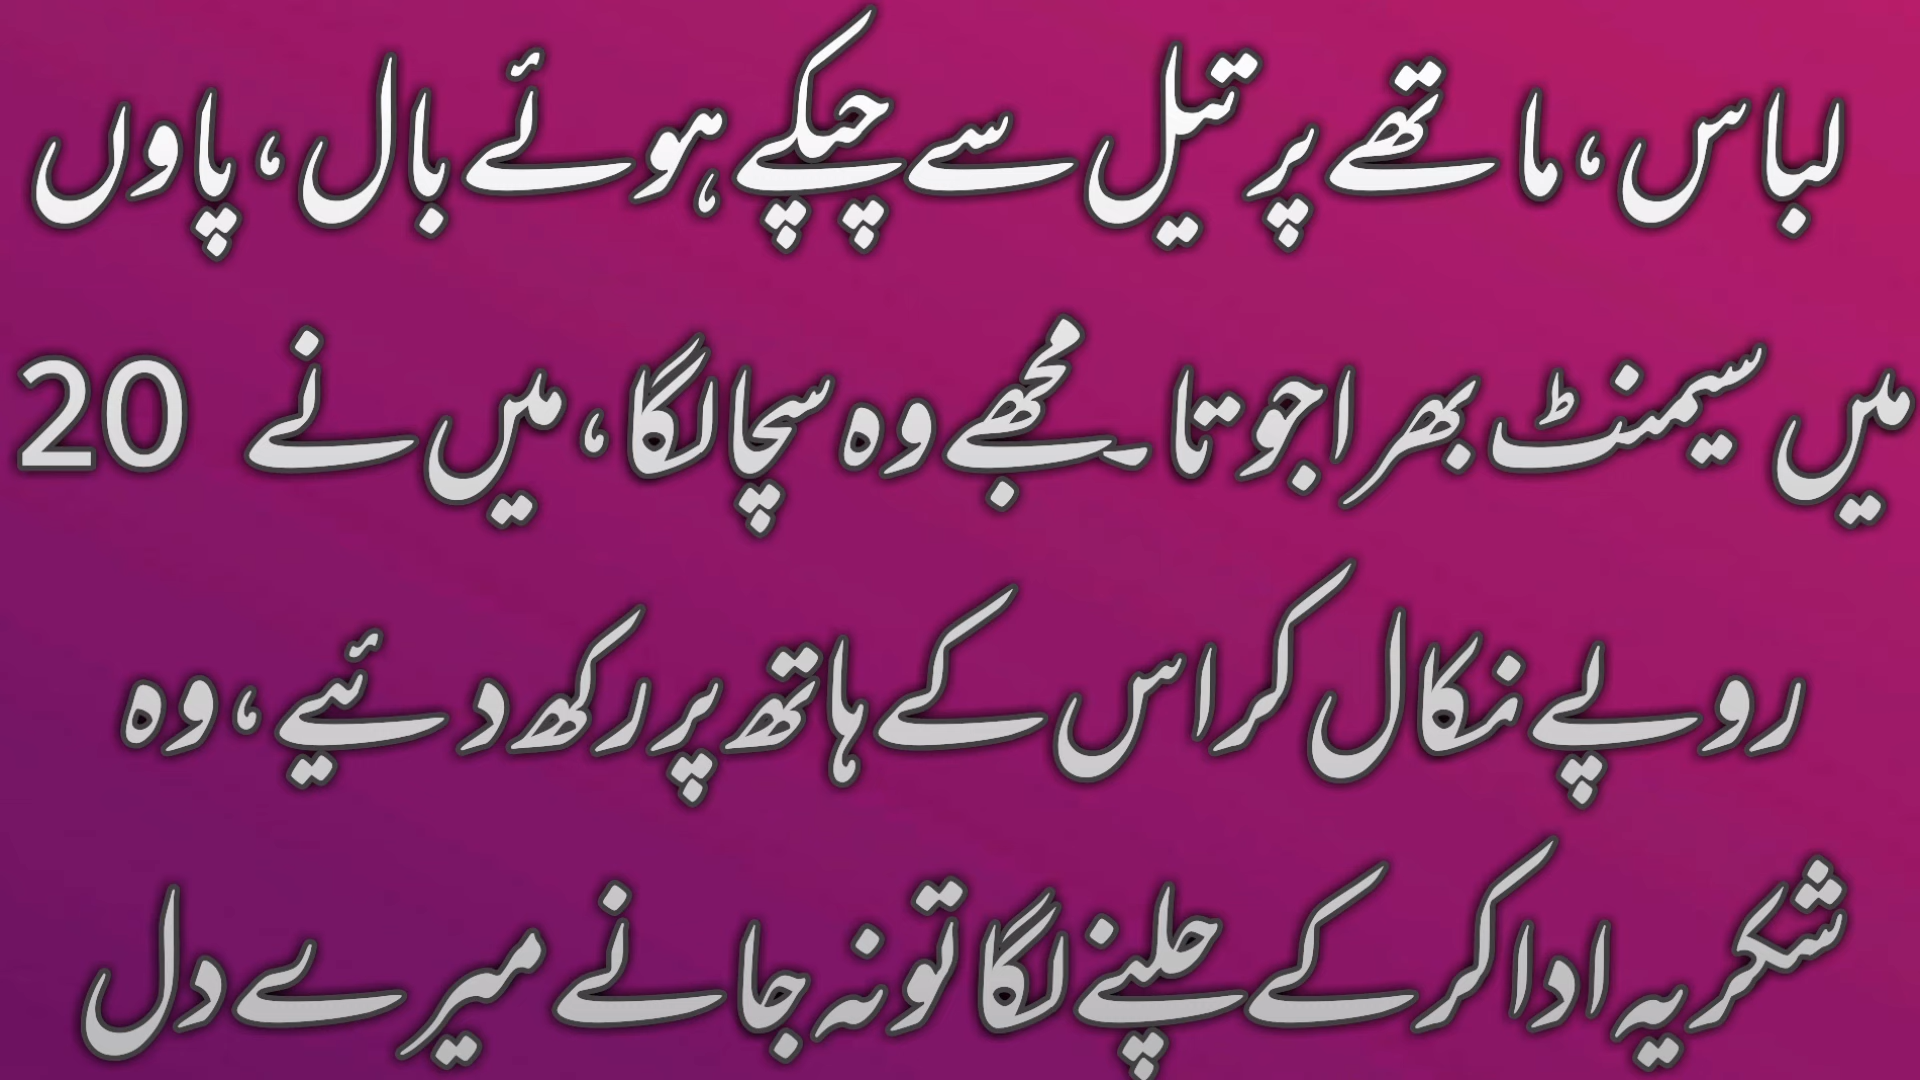 لباس، ماتھے پر تیل سے چپکے ہوئے بال، پاوں
میں سیمنٹ بھرا جوتا ۔ مجھے وہ سچا لگا، میں نے 20
روپے نکال کر اس کے ہاتھ پر رکھ دئیے، وہ
شکریہ ادا کر کے چلنے لگا تو نہ جانے میرے دل